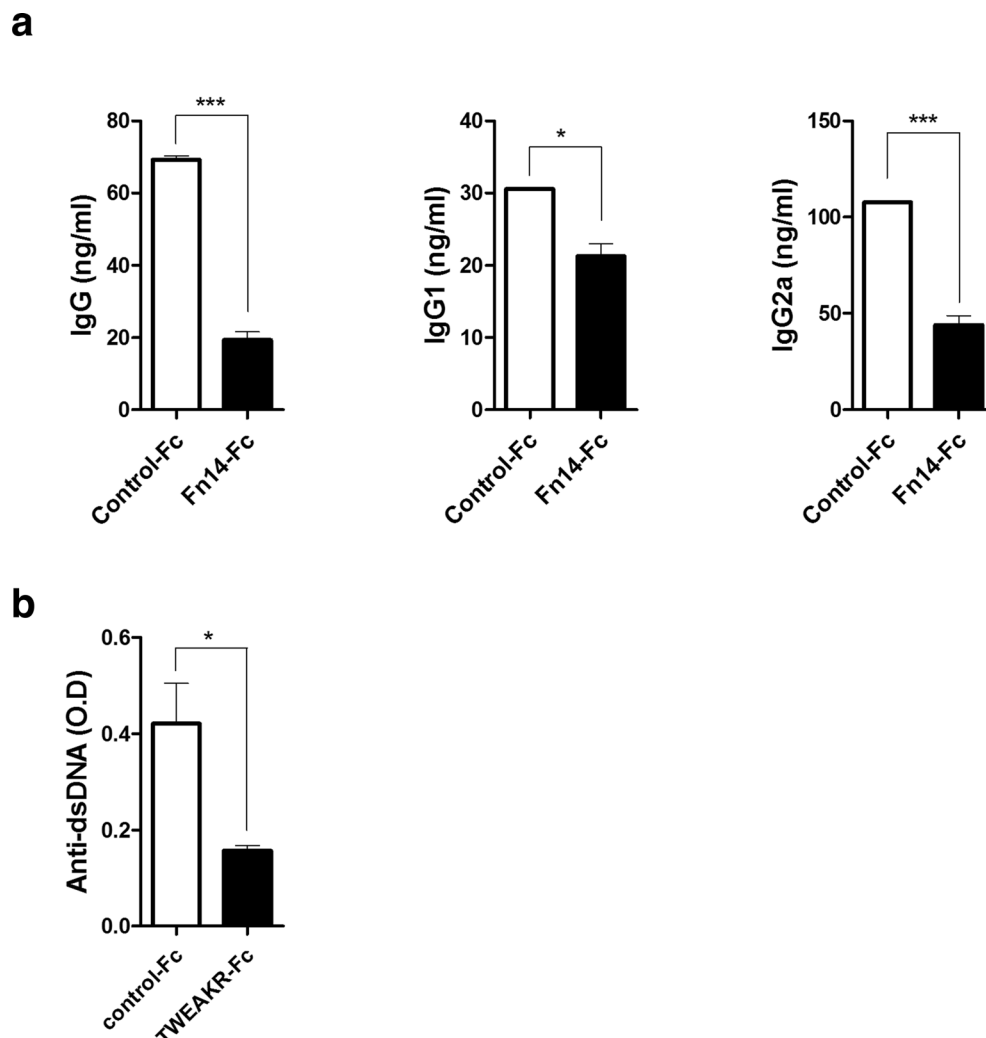 a
***
80
60
40
20
0
IgG (ng/ml)
Control-Fc
Fn14-Fc
*
40
30
20
10
0
IgG1 (ng/ml)
Control-Fc
Fn14-Fc
***
150
100
50
0
IgG2a (ng/ml)
Control-Fc
Fn14-Fc
b
*
0.6
0.4
0.2
0.0
Anti-dsDNA (O.D)
control-Fc
TWEAKR-Fc